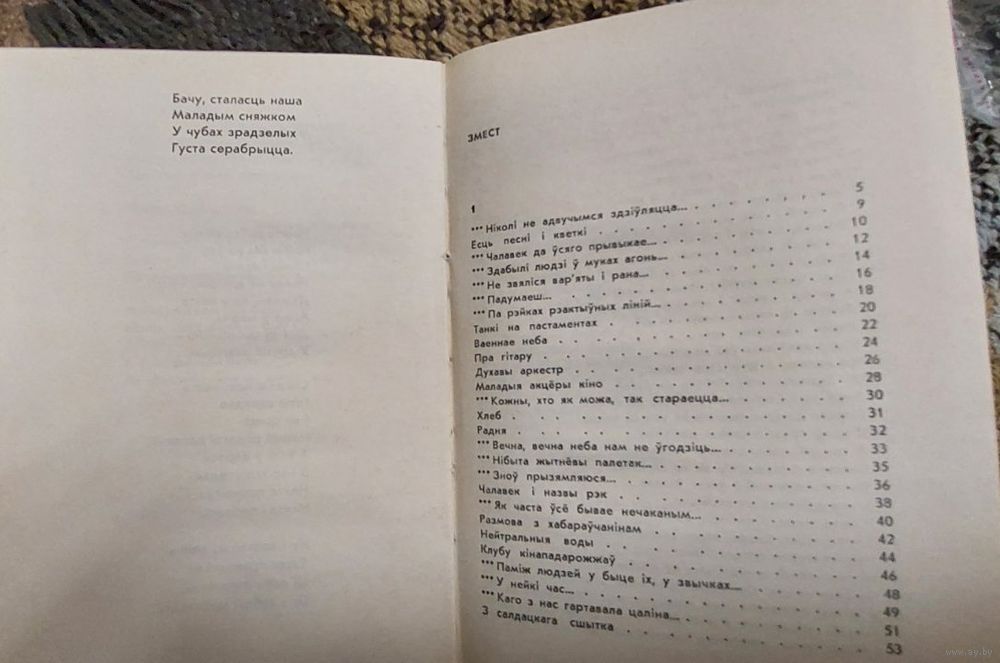 Бачу, сталасць наша
Маладым сняжком
У чубах зрадзелых
Густа серабрыцца.
ЗМЕСТ
1
***Ніколі не адвучымся здзіўляцца... 5
Ёсць песні і кветкі 9
***Чалавек да ўсяго прывыкае... 10
***Здабылі людзі ў муках агонь... 12
***Не звяліся вар'яты і рана... 14
***Падумаеш... 16
***Па рэйках рэактыўных ліній... 18
Танкі на пастаментах 20
Ваеннае неба 22
Пра гітару 24
Духавы аркестр 26
Маладыя акцёры кіно 28
***Кожны, хто як можа, так стараецца... 30
Хлеб 31
Радня 32
***Вечна, вечна неба нам не ўгодзіць... 33
***Нібыта жытнёвы палетак... 35
***Зноў прызямляюся... 36
Чалавек і назвы рэк 38
***Як часта ўсё бывае нечаканым... 40
Размова з хабараўчанінам 42
Нейтральныя воды 44
Клубу кінападарожжаў 46
***Паміж людзей у быце іх, у звычках... 48
***У нейкі час... 49
***Каго з нас гартавала цаліна... 51
З салдацкага сшытка 53
www.ay.by